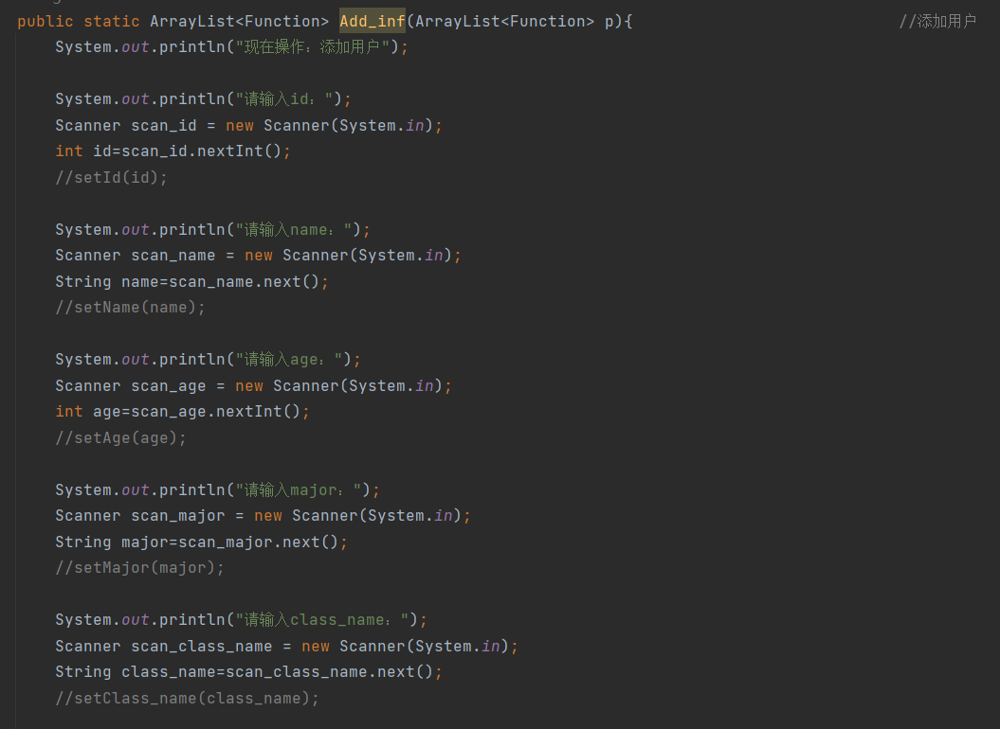 public static ArrayList<Function> Add_inf(ArrayList<Function> p){ //添加用户
System.out.println("现在操作：添加用户");
System.out.println("请输入id：");
Scanner scan_id = new Scanner(System.in);
int id=scan_id.nextInt();
//setId(id);
System.out.println("请输入name：");
Scanner scan_name = new Scanner(System.in);
String name=scan_name.next();
//setName(name);
System.out.println("请输入age：");
Scanner scan_age = new Scanner(System.in);
int age=scan_age.nextInt();
//setAge(age);
System.out.println("请输入major：");
Scanner scan_major = new Scanner(System.in);
String major=scan_major.next();
//setMajor(major);
System.out.println("请输入class_name：");
Scanner scan_class_name = new Scanner(System.in);
String class_name=scan_class_name.next();
//setClass_name(class_name);